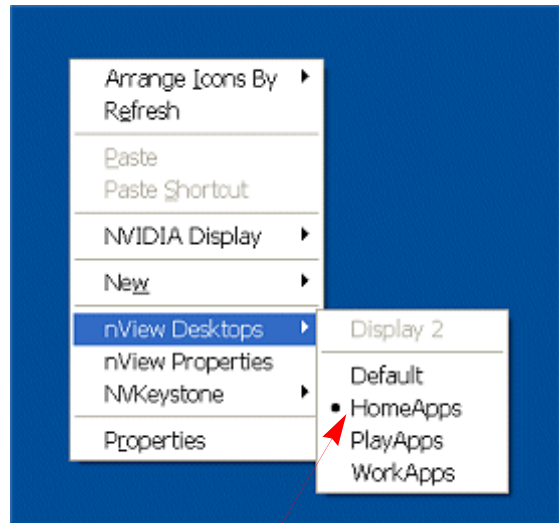 Arrange Icons By
Refresh
Paste
Paste Shortcut
NVIDIA Display
New
nView Desktops
nView Properties
NVKeystone
Properties
Display 2
Default
HomeApps
PlayApps
WorkApps